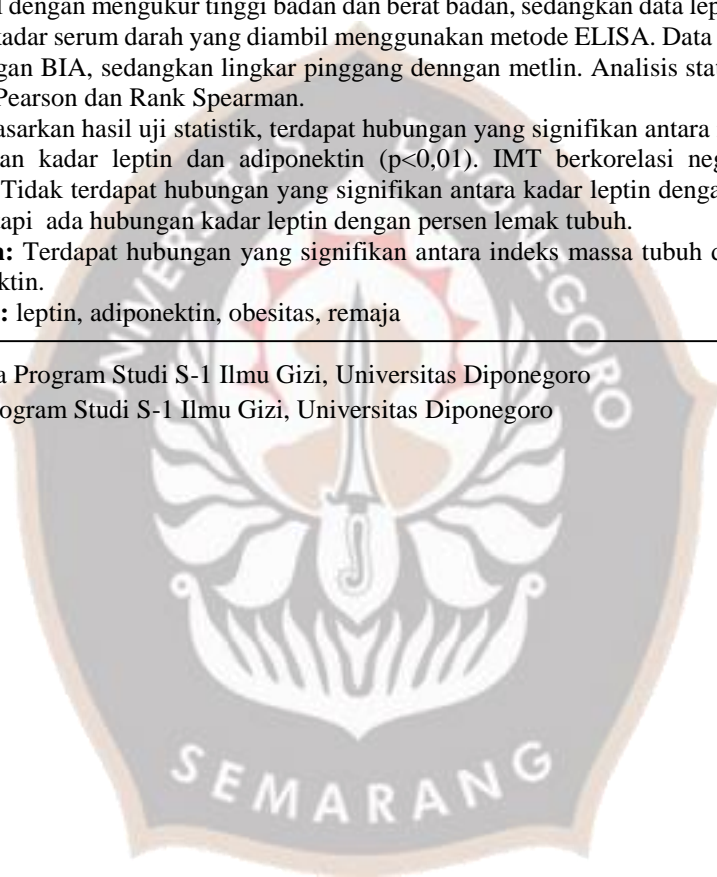 dengan mengukur tinggi badan dan berat badan, sedangkan data lep
kadar serum darah yang diambil menggunakan metode ELISA. Data
gan BIA, sedangkan lingkar pinggang denngan metlin. Analisis stat
Pearson dan Rank Spearman.
asarkan hasil uji statistik, terdapat hubungan yang signifikan antara
an kadar leptin dan adiponektin (p<0,01). IMT berkorelasi neg
Tidak terdapat hubungan yang signifikan antara kadar leptin denga
api ada hubungan kadar leptin dengan persen lemak tubuh.
n: Terdapat hubungan yang signifikan antara indeks massa tubuh d
ktin.
: leptin, adiponektin, obesitas, remaja
a Program Studi S-1 Ilmu Gizi, Universitas Diponegoro
rogram Studi S-1 Ilmu Gizi, Universitas Diponegoro
UNIVERSITAS DIPONEGORO
SEMARANG